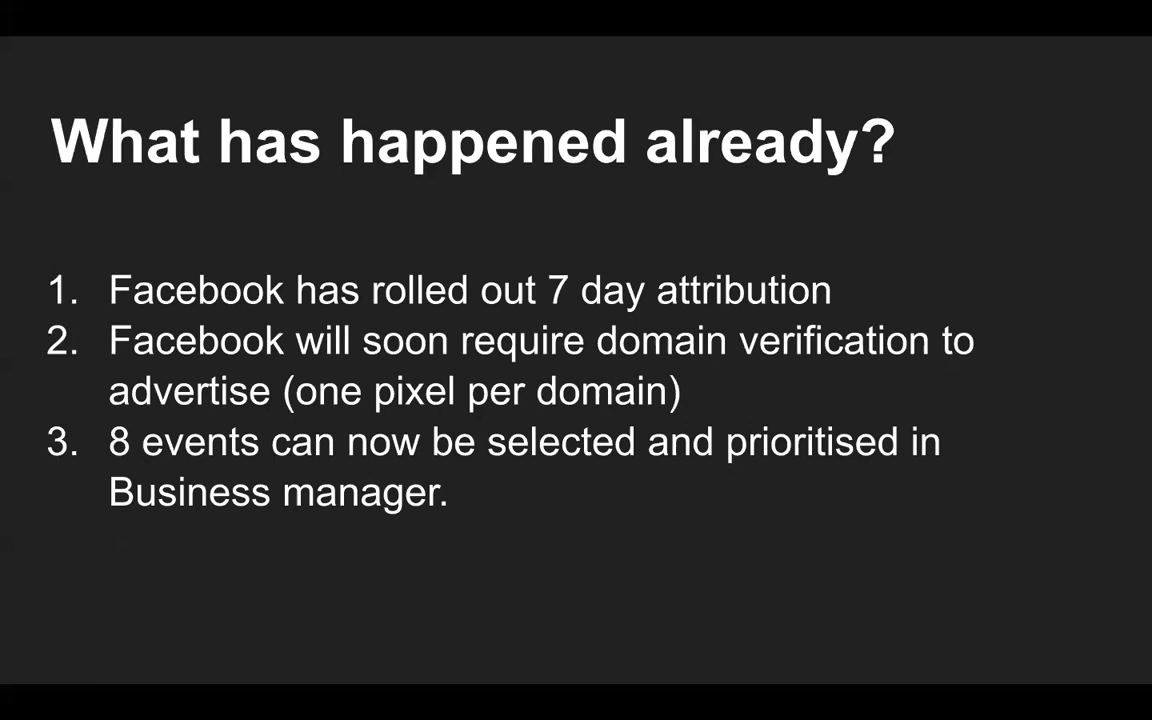 What has happened already?
1. Facebook has rolled out 7 day attribution
2. Facebook will soon require domain verification to
advertise (one pixel per domain)
3. 8 events can now be selected and prioritised in
Business manager.